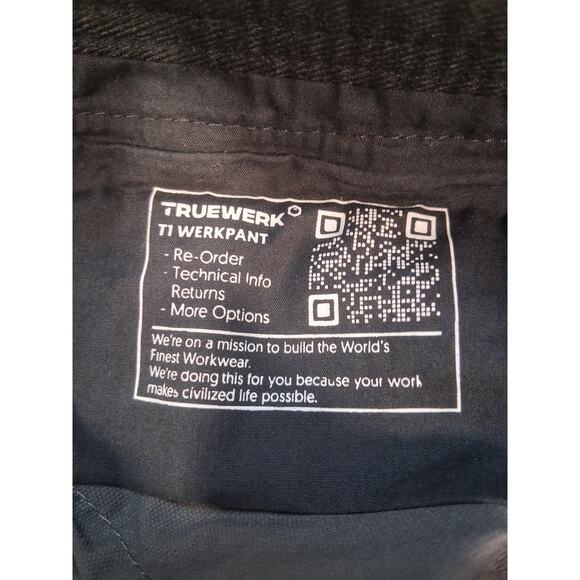 TRUEWERK
T1 WERKPANT
- Re-Order
- Technical Info
Returns
- More Options
We're on a mission to build the World's
Finest Workwear.
We're doing this for you because your work
makes civilized life possible.